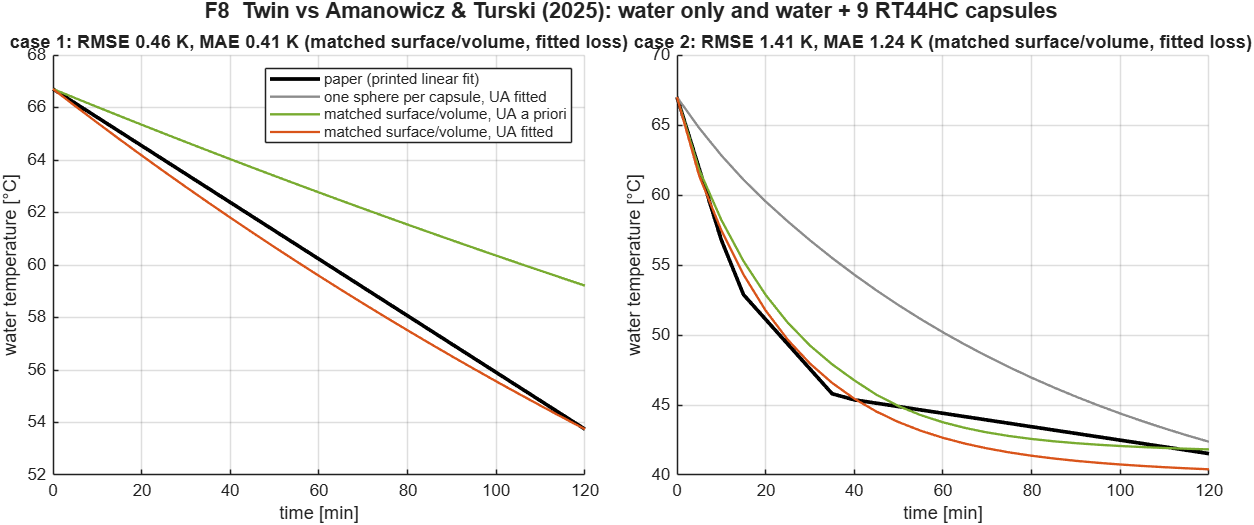 F8  Twin vs Amanowicz & Turski (2025): water only and water + 9 RT44HC capsules
case 1: RMSE 0.46 K, MAE 0.41 K (matched surface/volume, fitted loss)
case 2: RMSE 1.41 K, MAE 1.24 K (matched surface/volume, fitted loss)
68
66
64
62
60
58
56
54
52
water temperature [°C]
0 20 40 60 80 100 120
time [min]
paper (printed linear fit)
one sphere per capsule, UA fitted
matched surface/volume, UA a priori
matched surface/volume, UA fitted
70
65
60
55
50
45
40
water temperature [°C]
0 20 40 60 80 100 120
time [min]